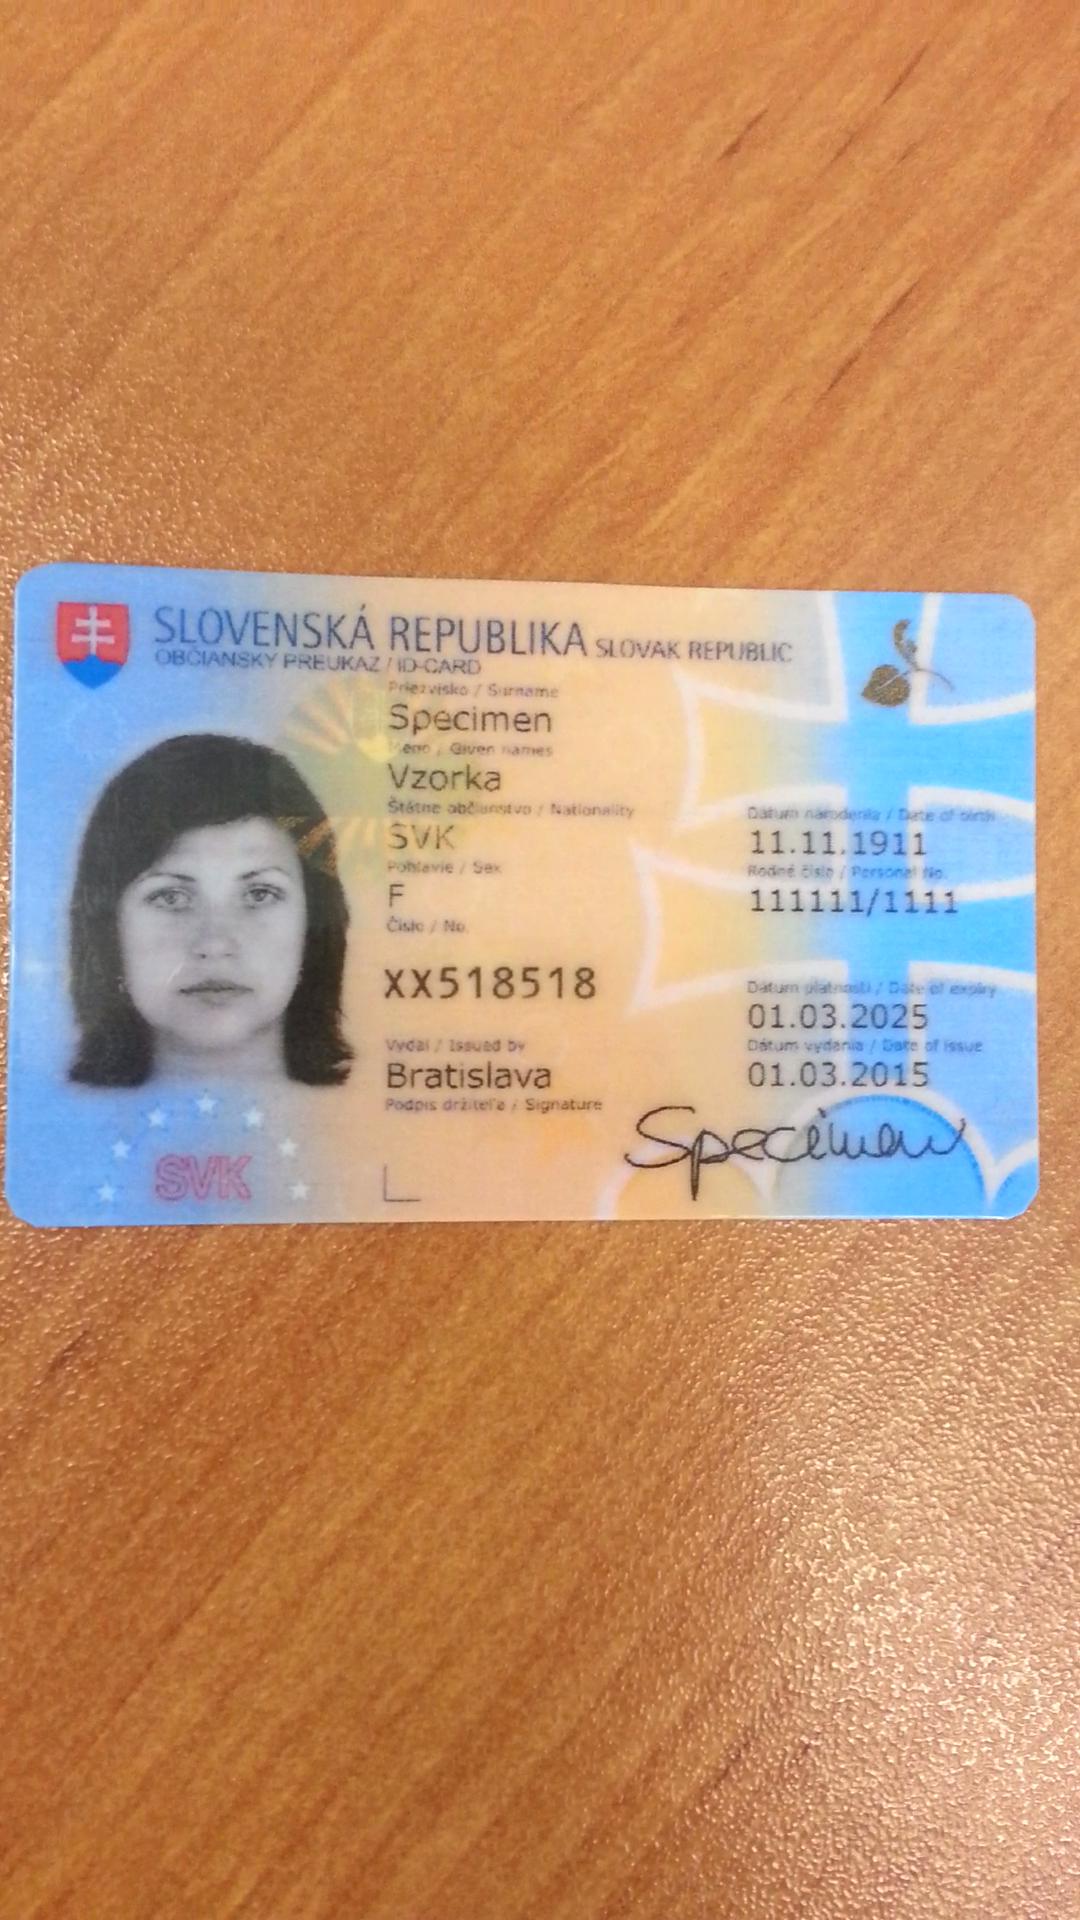 SLOVENSKÁ REPUBLIKA SLOVAK REPUBLIC
OBČIANSKY PREUKAZ / ID-CARD
Priezvisko / Surname
Specimen
Meno / Given names
Vzorka
Štátne občianstvo / Nationality
SVK
Pohlavie / Sex
F
Číslo / No.
XX518518
Vydal / Issued by
Bratislava
Podpis držiteľa / Signature
Dátum narodenia / Date of birth
11.11.1911
Rodné číslo / Personal No.
111111/1111
Dátum platnosti / Date of expiry
01.03.2025
Dátum vydania / Date of issue
01.03.2015
Specimen
SVK